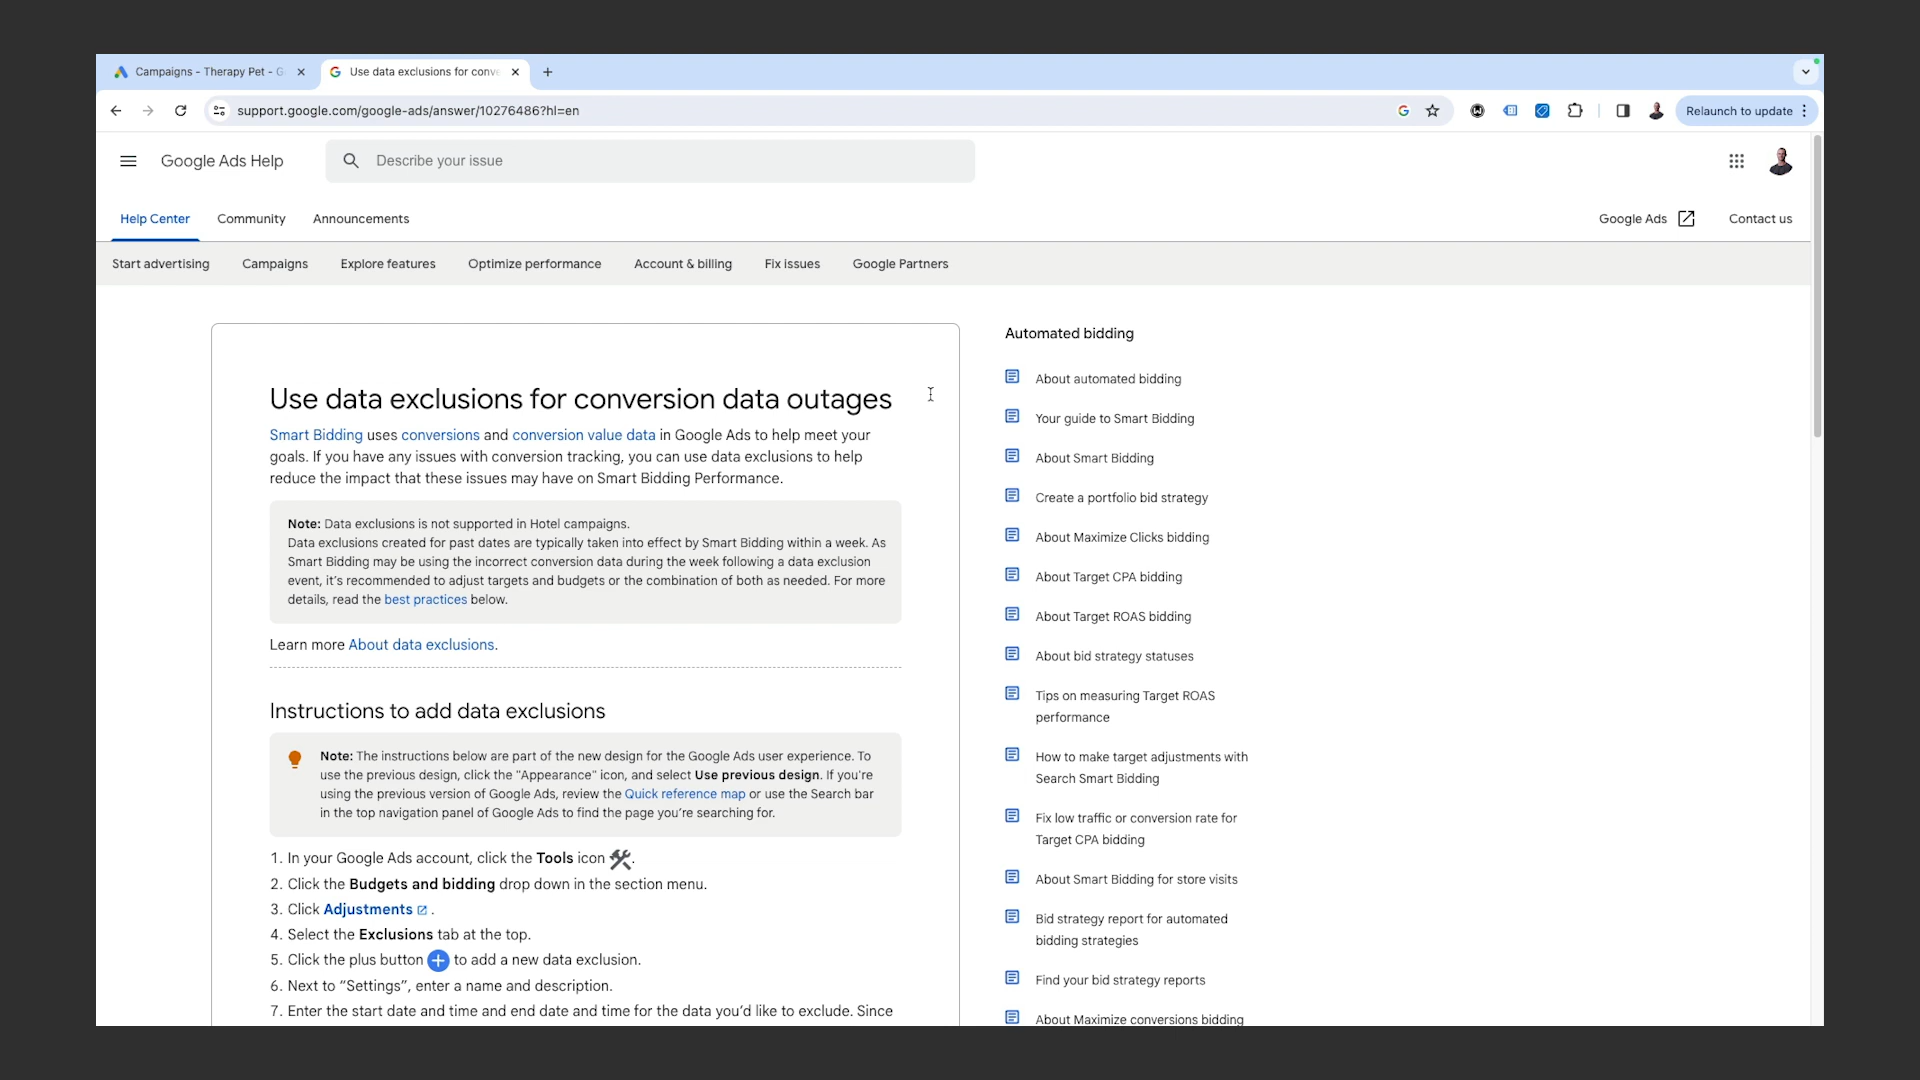 Campaigns - Therapy Pet - G
Use data exclusions for conve
support.google.com/google-ads/answer/10276486?hl=en
Relaunch to update
Google Ads Help
Describe your issue
Help Center
Community
Announcements
Google Ads
Contact us
Start advertising
Campaigns
Explore features
Optimize performance
Account & billing
Fix issues
Google Partners
Use data exclusions for conversion data outages
Smart Bidding uses conversions and conversion value data in Google Ads to help meet your
goals. If you have any issues with conversion tracking, you can use data exclusions to help
reduce the impact that these issues may have on Smart Bidding Performance.
Note: Data exclusions is not supported in Hotel campaigns.
Data exclusions created for past dates are typically taken into effect by Smart Bidding within a week. As
Smart Bidding may be using the incorrect conversion data during the week following a data exclusion
event, it's recommended to adjust targets and budgets or the combination of both as needed. For more
details, read the best practices below.
Learn more About data exclusions.
Instructions to add data exclusions
Note: The instructions below are part of the new design for the Google Ads user experience. To
use the previous design, click the "Appearance" icon, and select Use previous design. If you're
using the previous version of Google Ads, review the Quick reference map or use the Search bar
in the top navigation panel of Google Ads to find the page you're searching for.
1. In your Google Ads account, click the Tools icon .
2. Click the Budgets and bidding drop down in the section menu.
3. Click Adjustments .
4. Select the Exclusions tab at the top.
5. Click the plus button to add a new data exclusion.
6. Next to “Settings”, enter a name and description.
7. Enter the start date and time and end date and time for the data you'd like to exclude. Since
Automated bidding
About automated bidding
Your guide to Smart Bidding
About Smart Bidding
Create a portfolio bid strategy
About Maximize Clicks bidding
About Target CPA bidding
About Target ROAS bidding
About bid strategy statuses
Tips on measuring Target ROAS
performance
How to make target adjustments with
Search Smart Bidding
Fix low traffic or conversion rate for
Target CPA bidding
About Smart Bidding for store visits
Bid strategy report for automated
bidding strategies
Find your bid strategy reports
About Maximize conversions bidding